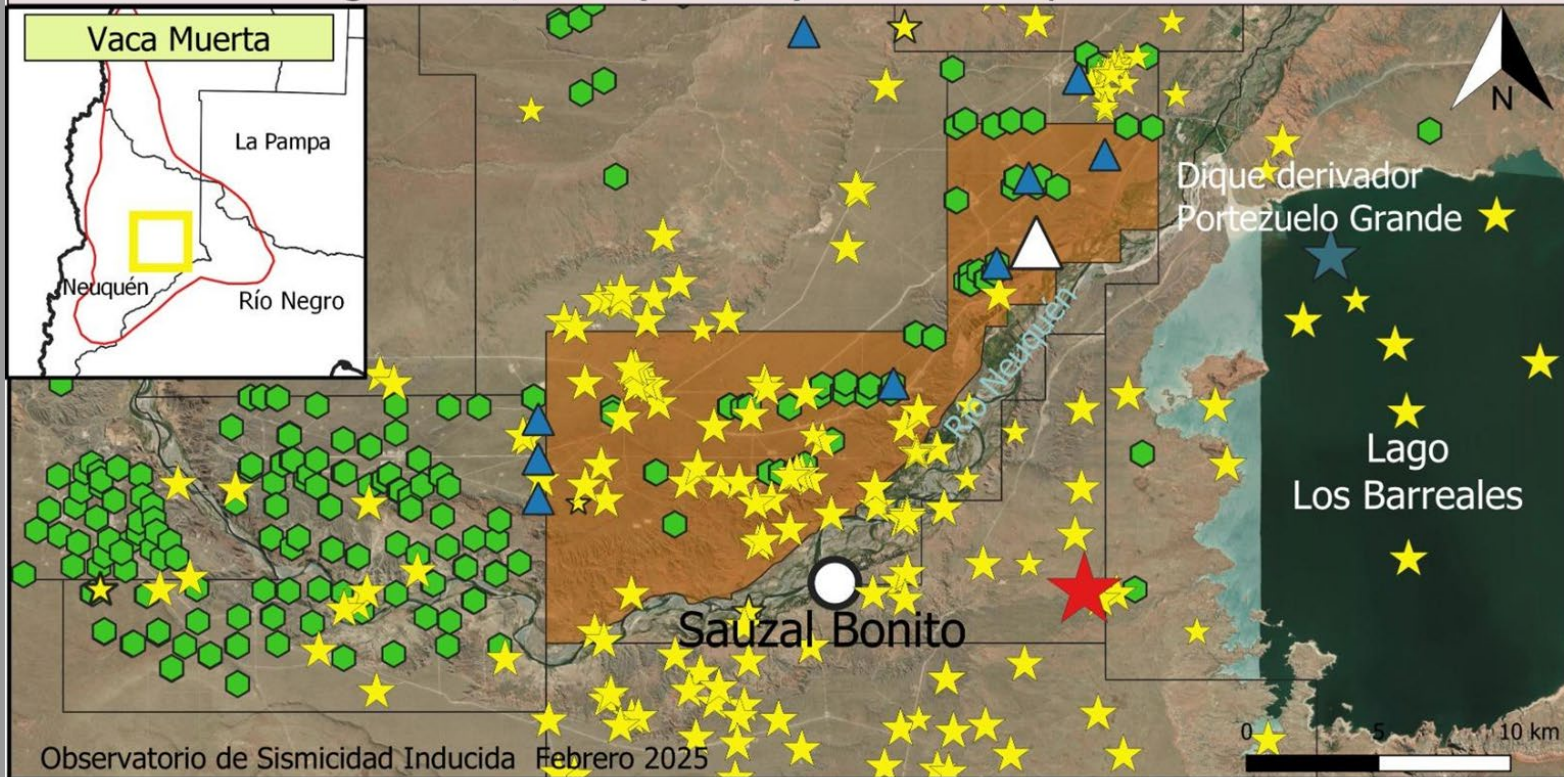 Vaca Muerta
La Pampa
Neuquén
Río Negro
N
Dique derivador
Portezuelo Grande
Río Neuquén
Lago
Los Barreales
Sauzal Bonito
0 5 10 km
Observatorio de Sismicidad Inducida Febrero 2025